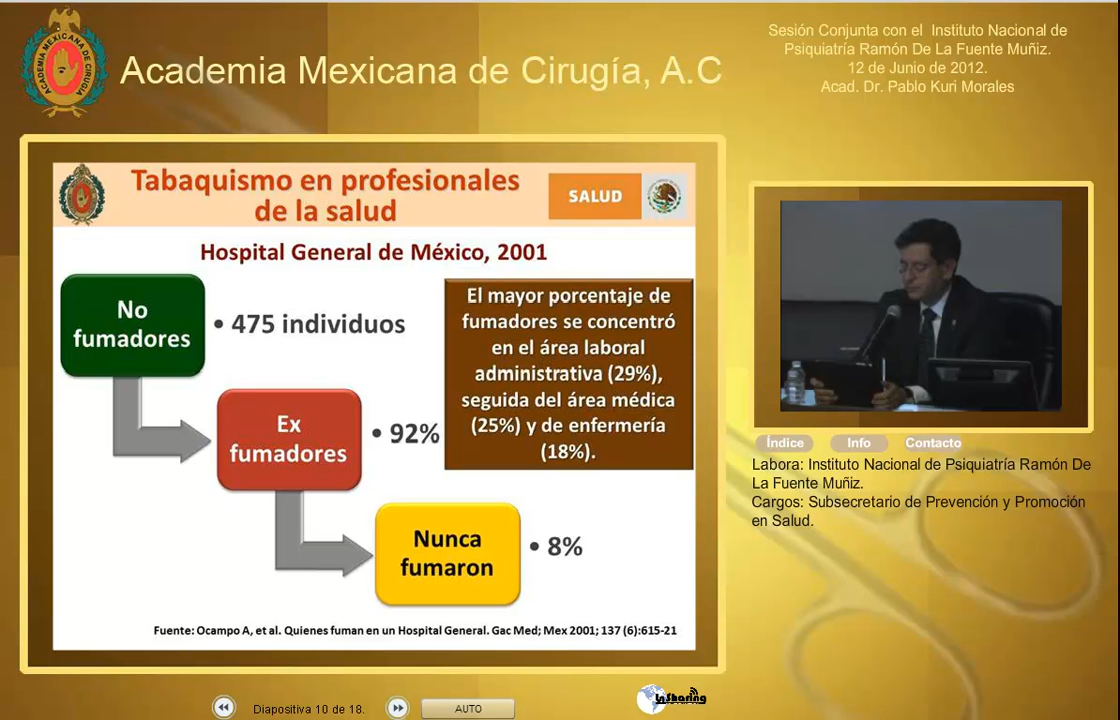 Academia Mexicana de Cirugía, A.C
ACADEMIA MEXICANA DE CIRUGIA
Sesión Conjunta con el Instituto Nacional de
Psiquiatría Ramón De La Fuente Muñiz.
12 de Junio de 2012.
Acad. Dr. Pablo Kuri Morales
Tabaquismo en profesionales
de la salud
SALUD
Hospital General de México, 2001
No
fumadores
• 475 individuos
El mayor porcentaje de
fumadores se concentró
en el área laboral
administrativa (29%),
seguida del área médica
(25%) y de enfermería
(18%).
Ex
fumadores
• 92%
Nunca
fumaron
• 8%
Fuente: Ocampo A, et al. Quienes fuman en un Hospital General. Gac Med; Mex 2001; 137 (6):615-21
Índice
Info
Contacto
Labora: Instituto Nacional de Psiquiatría Ramón De
La Fuente Muñiz.
Cargos: Subsecretario de Prevención y Promoción
en Salud.
Diapositiva 10 de 18.
AUTO